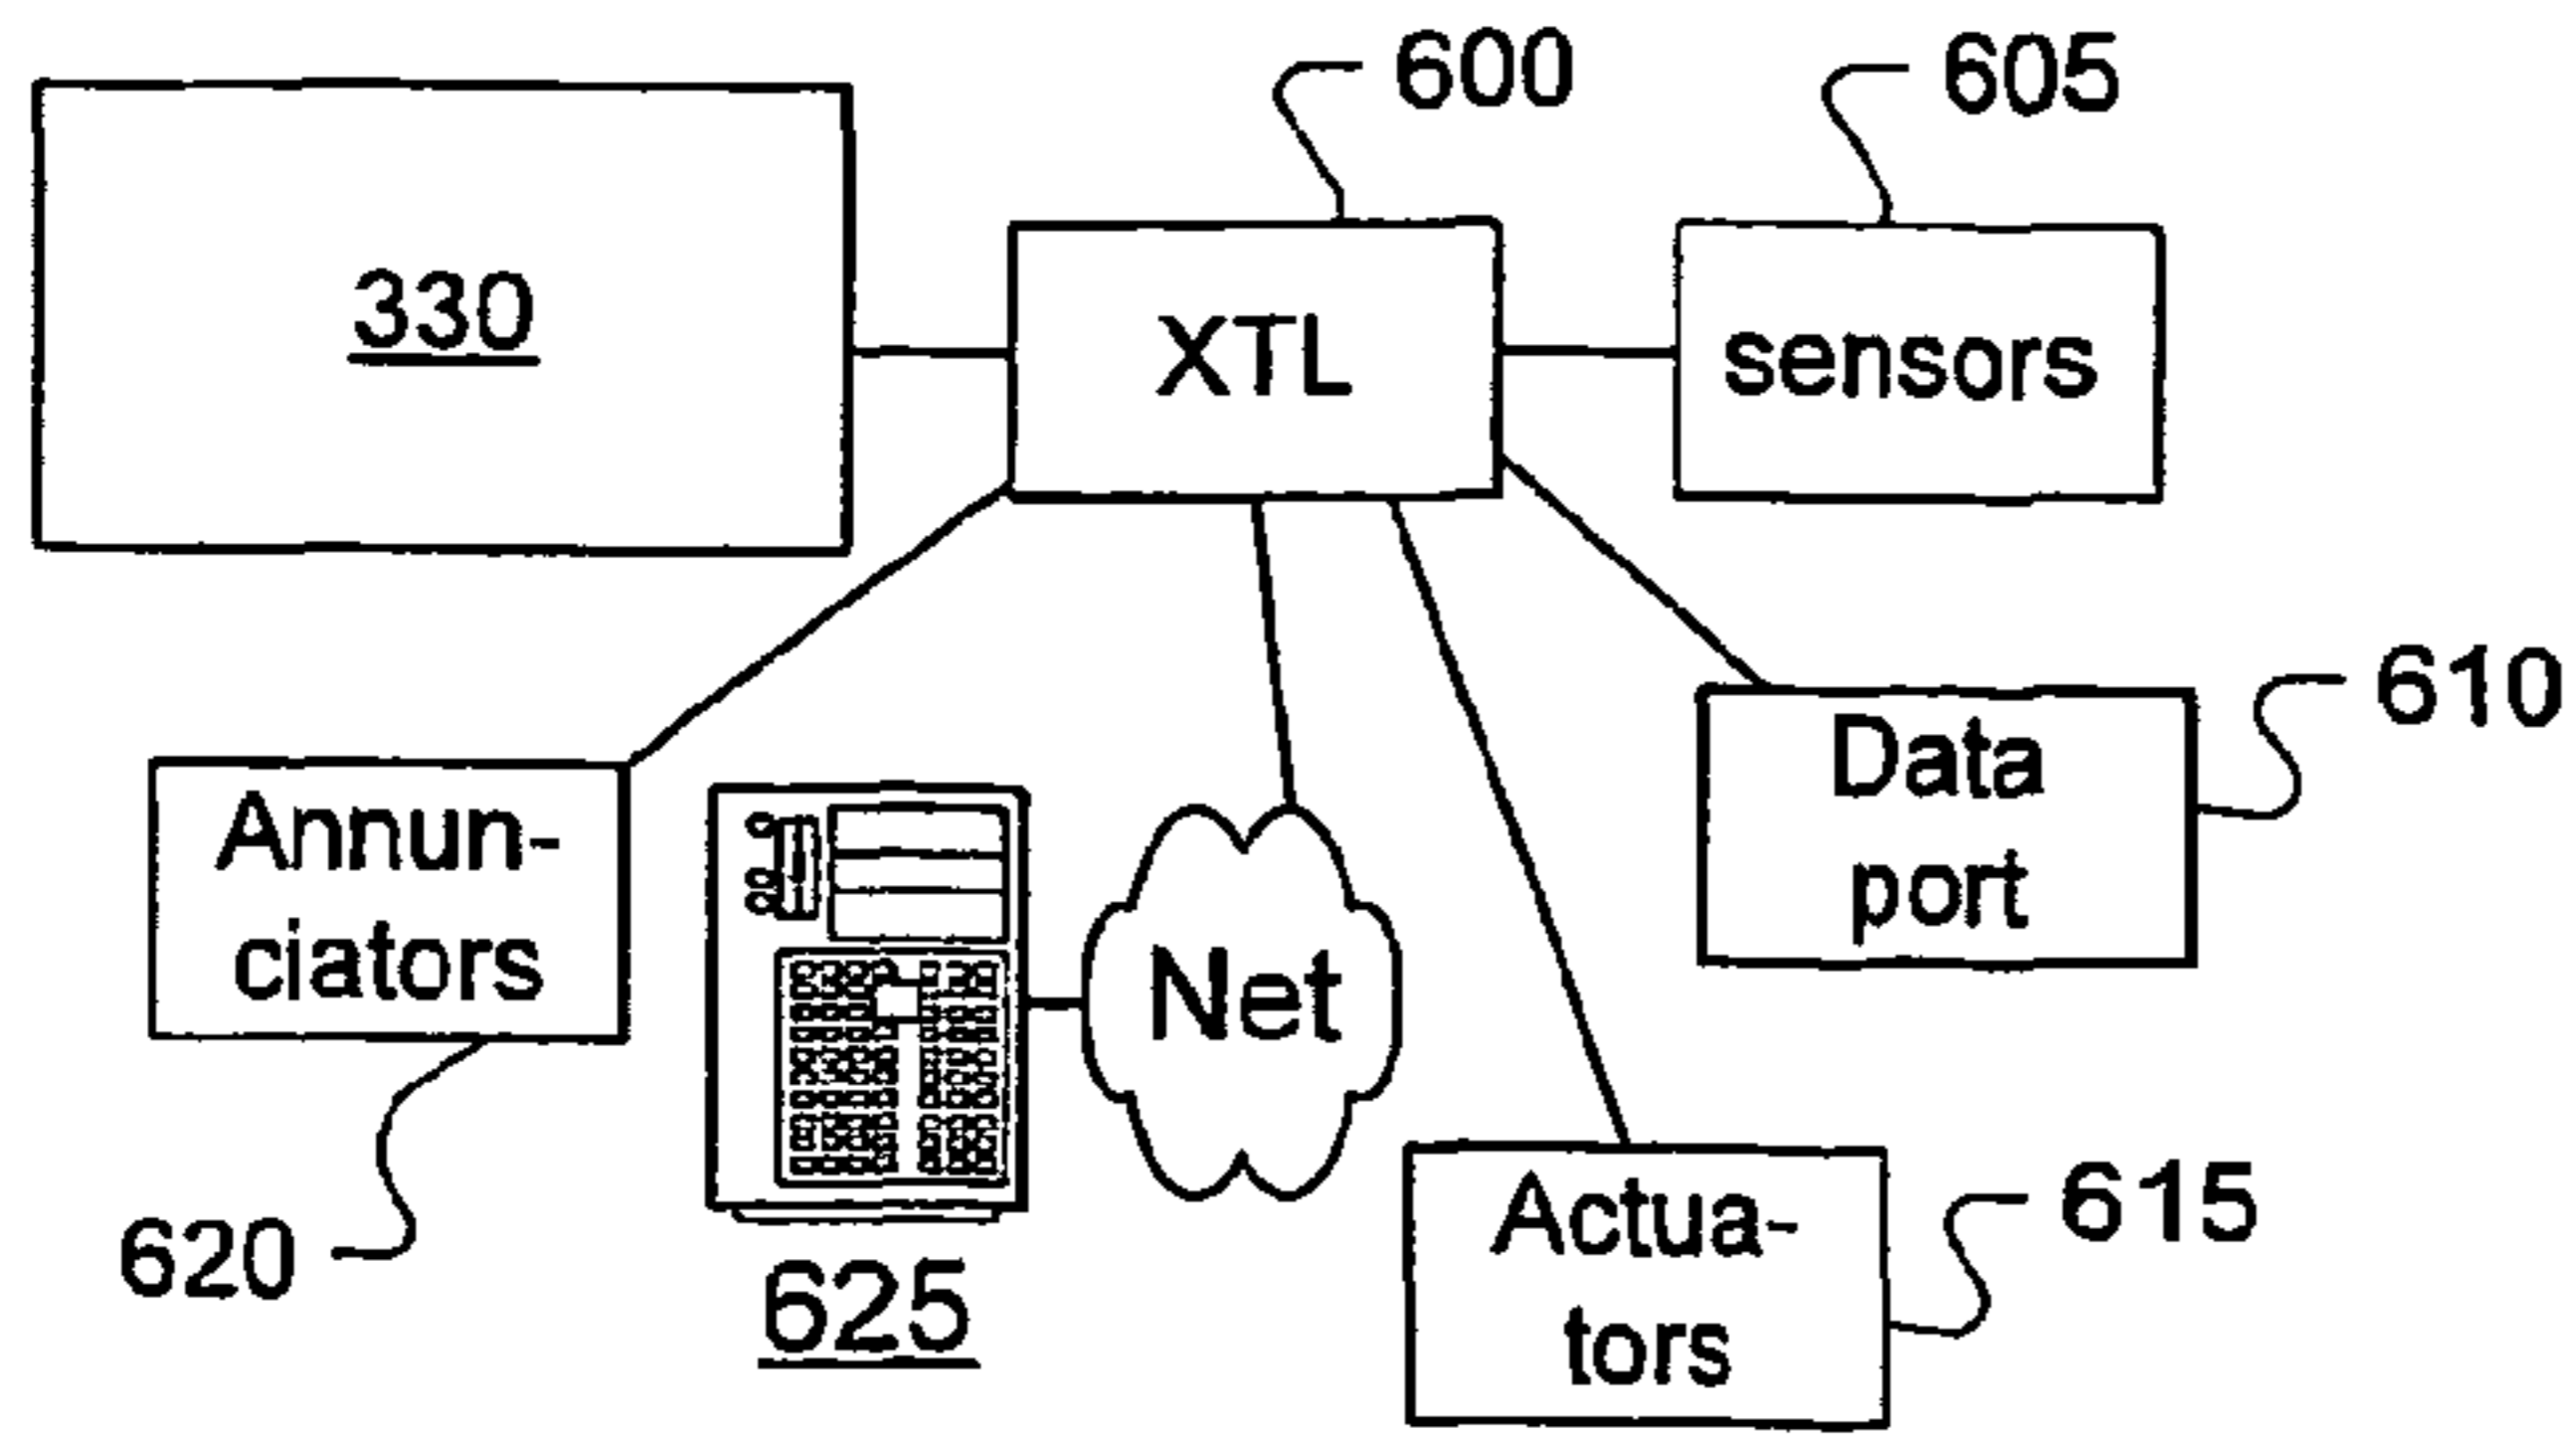 600
605
330
XTL
sensors
610
Data
port
Annun-
ciators
Net
615
Actua-
tors
620
625